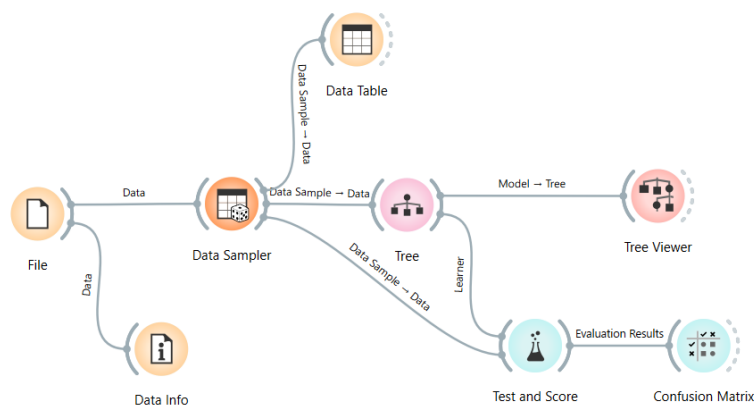 Data Table
Data Sample → Data
Data
Data Sample → Data
Model → Tree
File
Data Sampler
Tree
Tree Viewer
Data
Data Sample → Data
Learner
Evaluation Results
Data Info
Test and Score
Confusion Matrix